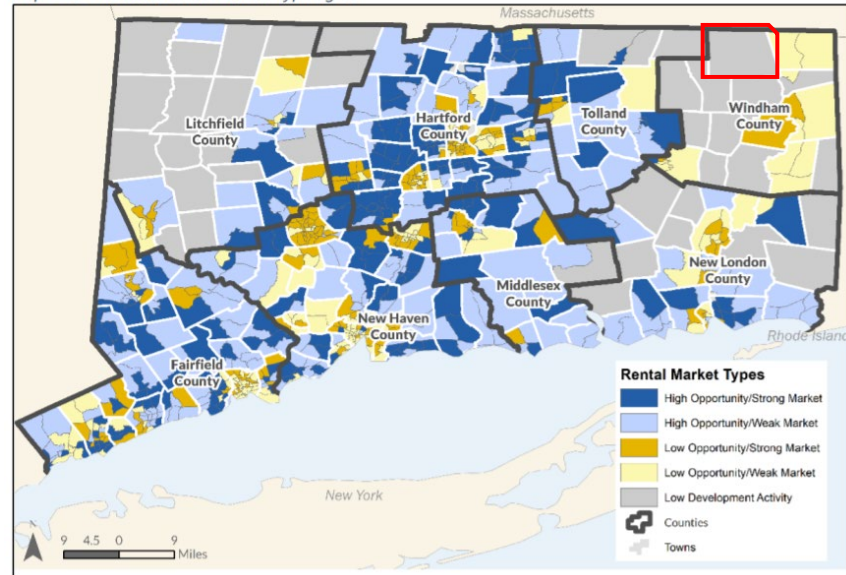 Massachusetts
Litchfield
County
Hartford
County
Tolland
County
Windham
County
New London
County
Middlesex
County
New Haven
County
Fairfield
County
Rhode Island
New York
Rental Market Types
High Opportunity/Strong Market
High Opportunity/Weak Market
Low Opportunity/Strong Market
Low Opportunity/Weak Market
Low Development Activity
Counties
Towns
N
9 4.5 0 9
Miles